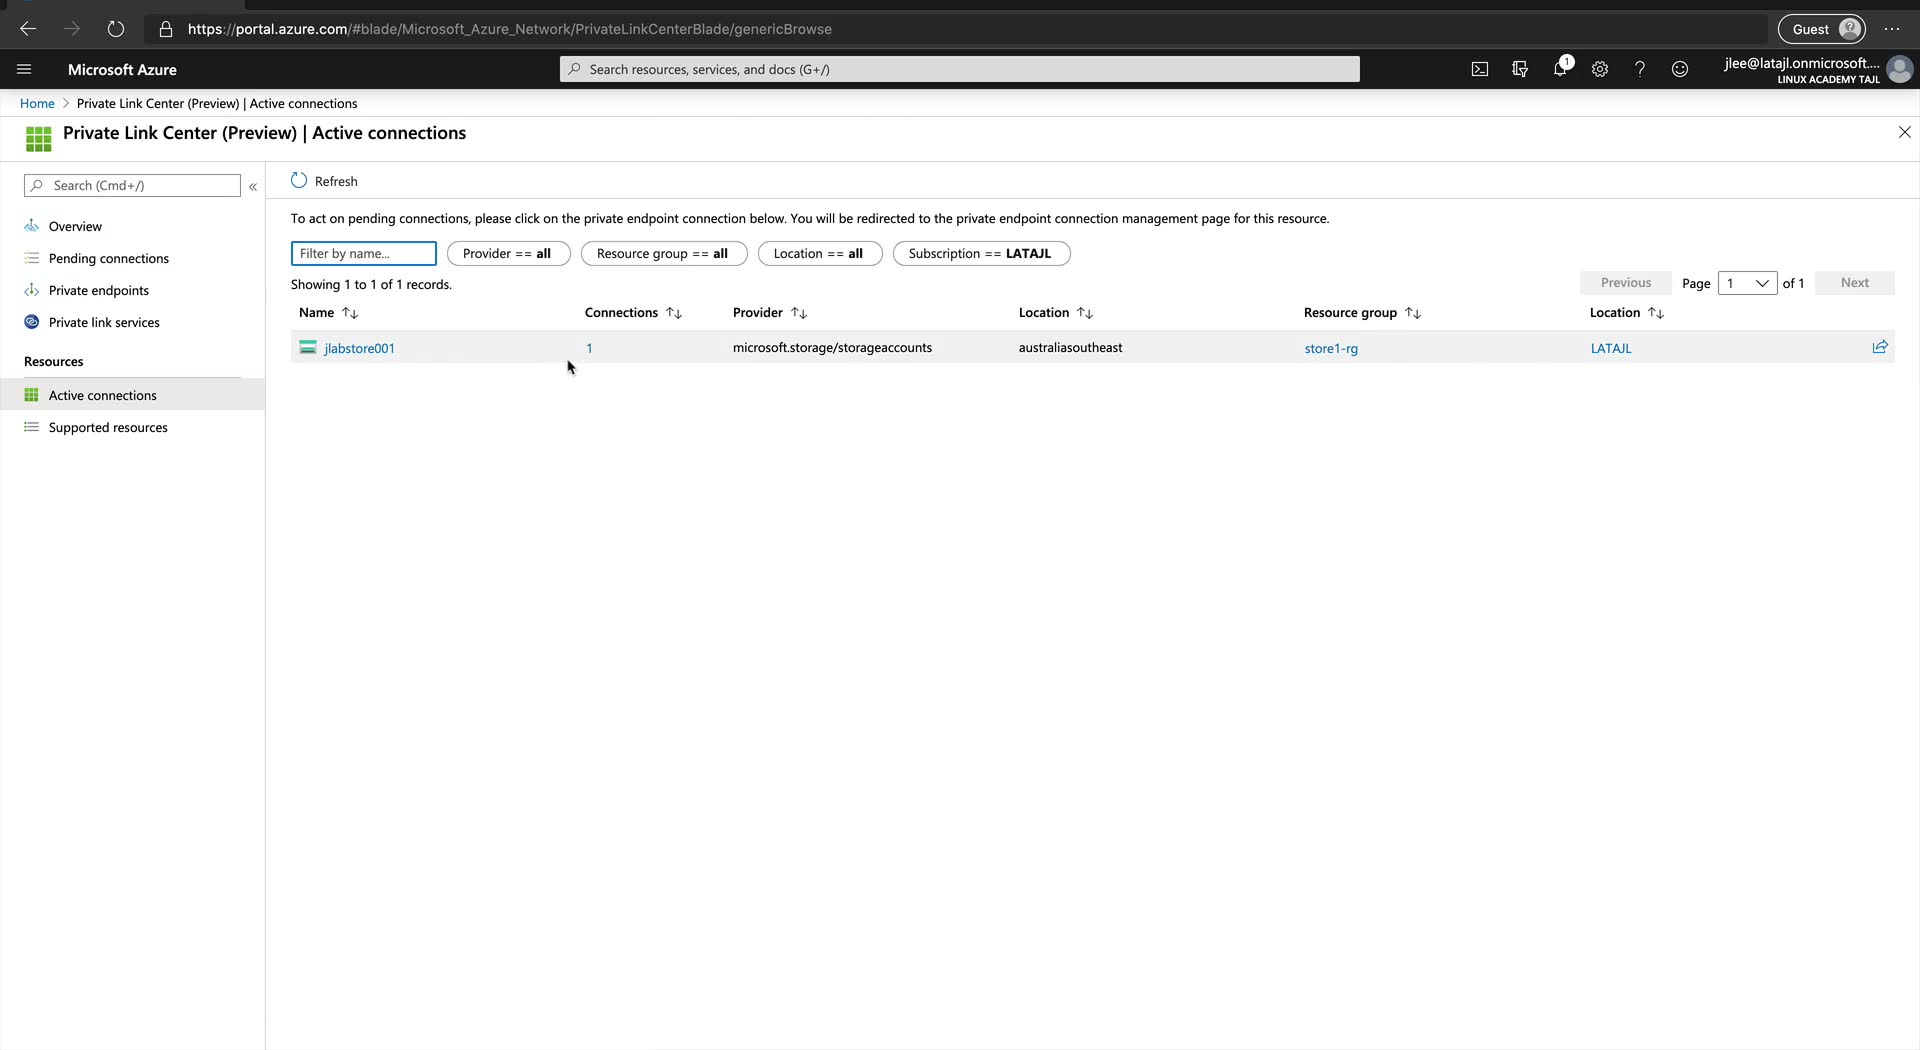 https://portal.azure.com/#blade/Microsoft_Azure_Network/PrivateLinkCenterBlade/genericBrowse
Guest
Microsoft Azure
Search resources, services, and docs (G+/)
1
jlee@latajl.onmicrosoft....
LINUX ACADEMY TAJL
Home > Private Link Center (Preview) | Active connections
Private Link Center (Preview) | Active connections
Search (Cmd+/)
«
Overview
Pending connections
Private endpoints
Private link services
Resources
Active connections
Supported resources
Refresh
To act on pending connections, please click on the private endpoint connection below. You will be redirected to the private endpoint connection management page for this resource.
Filter by name...
Provider == all
Resource group == all
Location == all
Subscription == LATAJL
Showing 1 to 1 of 1 records.
Previous
Page 1 of 1
Next
Name ↑↓ Connections ↑↓ Provider ↑↓ Location ↑↓ Resource group ↑↓ Location ↑↓
jlabstore001 1 microsoft.storage/storageaccounts australiasoutheast store1-rg LATAJL